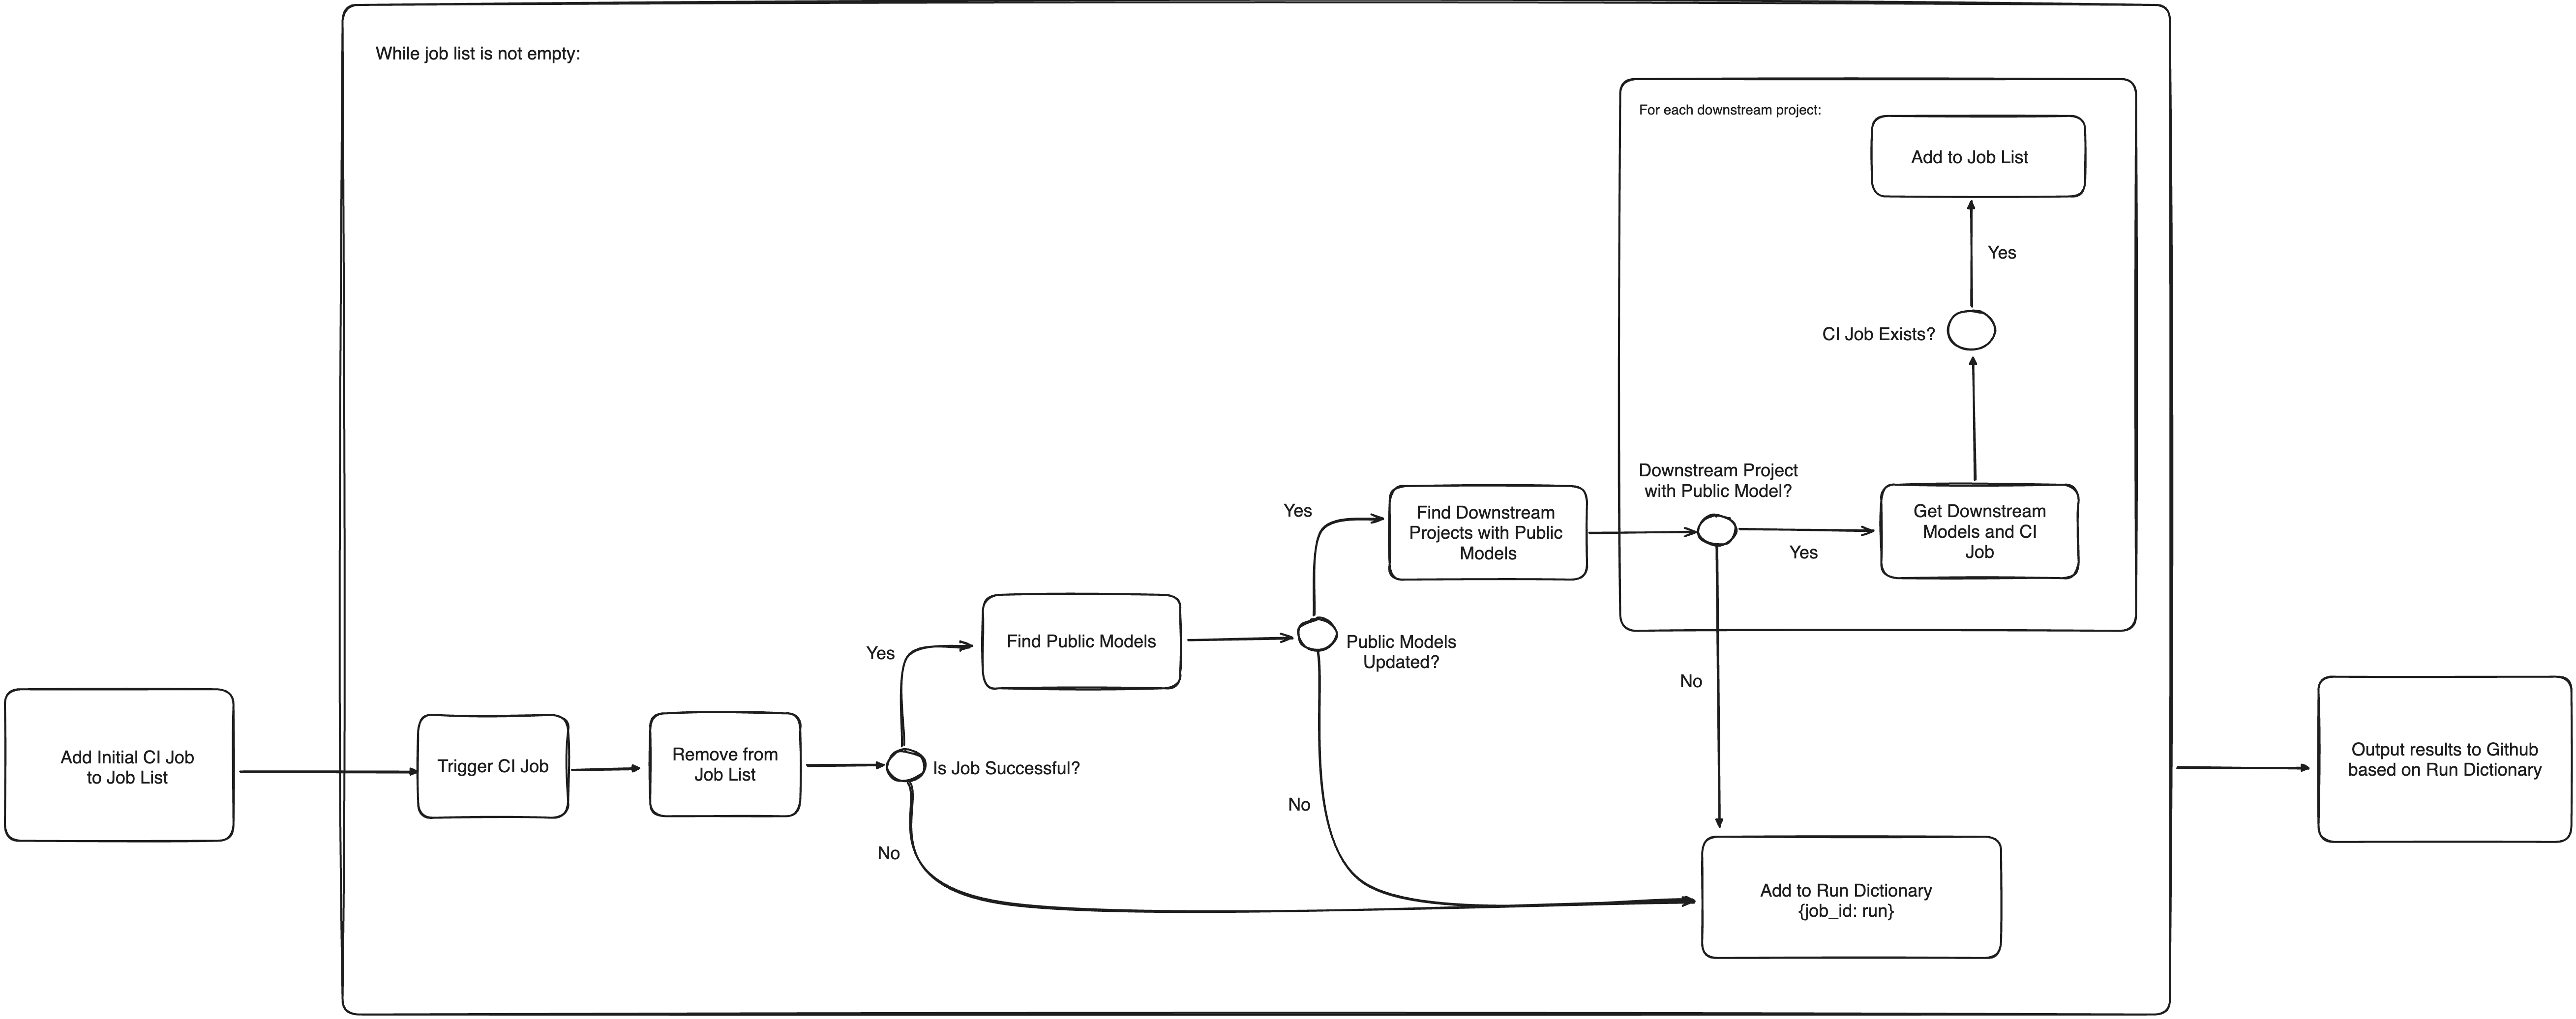 While job list is not empty:
For each downstream project:
Add to Job List
Yes
CI Job Exists?
Downstream Project
with Public Model?
Get Downstream
Models and CI
Job
Yes
Yes
Find Downstream
Projects with Public
Models
No
Find Public Models
Public Models
Updated?
Yes
No
Add Initial CI Job
to Job List
Trigger CI Job
Remove from
Job List
Is Job Successful?
No
Add to Run Dictionary
{job_id: run}
Output results to Github
based on Run Dictionary